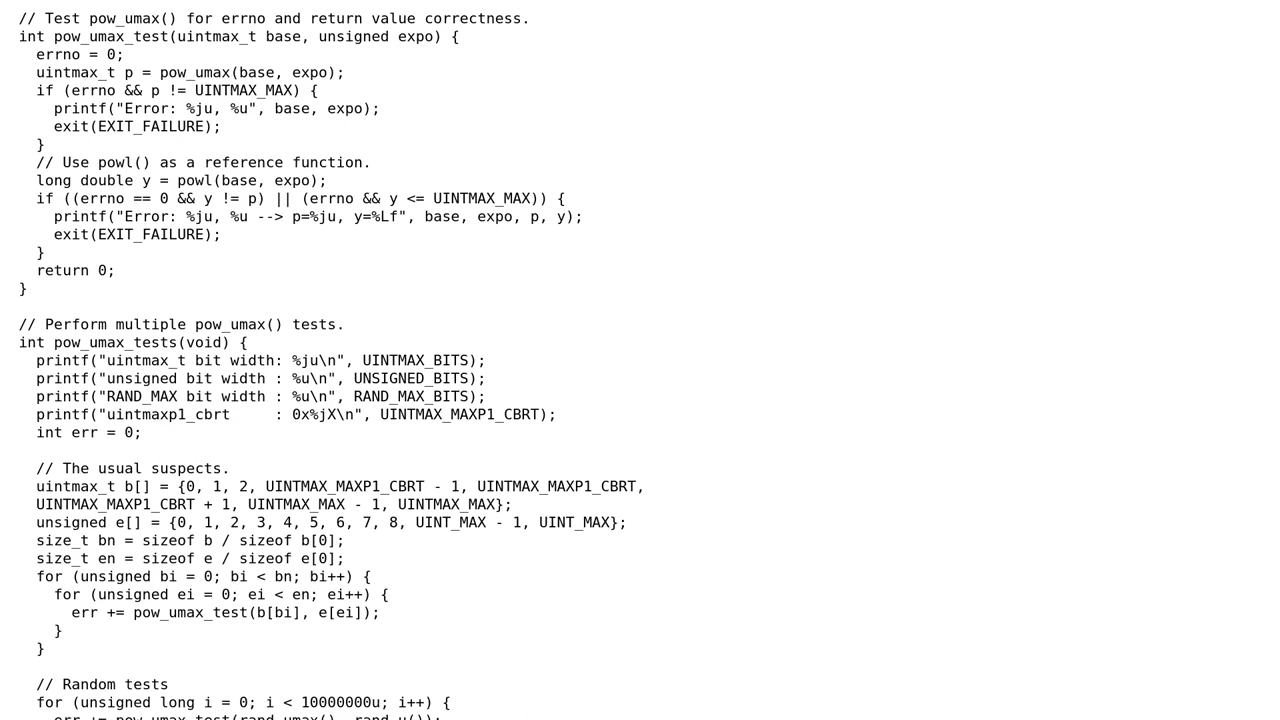 // Test pow_umax() for errno and return value correctness.
int pow_umax_test(uintmax_t base, unsigned expo) {
  errno = 0;
  uintmax_t p = pow_umax(base, expo);
  if (errno && p != UINTMAX_MAX) {
    printf("Error: %ju, %u", base, expo);
    exit(EXIT_FAILURE);
  }
  // Use powl() as a reference function.
  long double y = powl(base, expo);
  if ((errno == 0 && y != p) || (errno && y <= UINTMAX_MAX)) {
    printf("Error: %ju, %u --> p=%ju, y=%Lf", base, expo, p, y);
    exit(EXIT_FAILURE);
  }
  return 0;
}

// Perform multiple pow_umax() tests.
int pow_umax_tests(void) {
  printf("uintmax_t bit width: %ju\n", UINTMAX_BITS);
  printf("unsigned bit width : %u\n", UNSIGNED_BITS);
  printf("RAND_MAX bit width : %u\n", RAND_MAX_BITS);
  printf("uintmaxp1_cbrt     : 0x%jX\n", UINTMAX_MAXP1_CBRT);
  int err = 0;

  // The usual suspects.
  uintmax_t b[] = {0, 1, 2, UINTMAX_MAXP1_CBRT - 1, UINTMAX_MAXP1_CBRT,
  UINTMAX_MAXP1_CBRT + 1, UINTMAX_MAX - 1, UINTMAX_MAX};
  unsigned e[] = {0, 1, 2, 3, 4, 5, 6, 7, 8, UINT_MAX - 1, UINT_MAX};
  size_t bn = sizeof b / sizeof b[0];
  size_t en = sizeof e / sizeof e[0];
  for (unsigned bi = 0; bi < bn; bi++) {
    for (unsigned ei = 0; ei < en; ei++) {
      err += pow_umax_test(b[bi], e[ei]);
    }
  }

  // Random tests
  for (unsigned long i = 0; i < 10000000u; i++) {
    err += pow_umax_test(rand_umax(), rand_u());